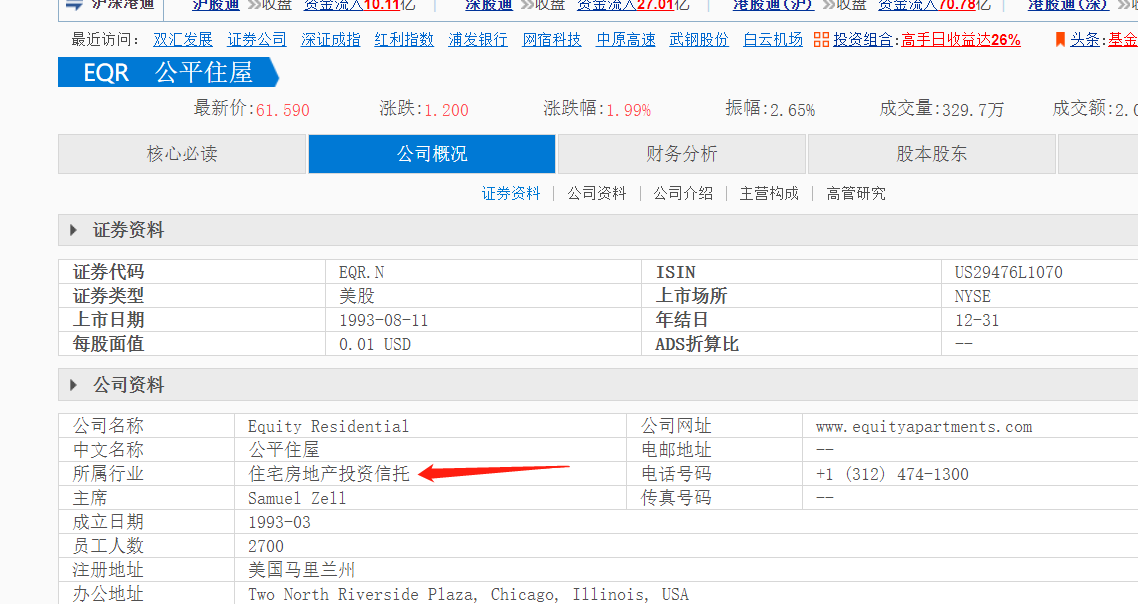 沪深港通 沪股通 >>收盘 资金流入10.11亿 深股通 >>收盘 资金流入27.01亿 港股通(沪) >>收盘 资金流入70.78亿 港股通(深) >>收
最近访问： 双汇发展 证券公司 深证成指 红利指数 浦发银行 网宿科技 中原高速 武钢股份 白云机场 投资组合:高手日收益达26% 头条:基金
EQR 公平住屋
最新价:61.590 涨跌:1.200 涨跌幅:1.99% 振幅:2.65% 成交量:329.7万 成交额:2.0
核心必读 公司概况 财务分析 股本股东
证券资料 | 公司资料 | 公司介绍 | 主营构成 | 高管研究
证券资料
证券代码 EQR.N ISIN US29476L1070
证券类型 美股 上市场所 NYSE
上市日期 1993-08-11 年结日 12-31
每股面值 0.01 USD ADS折算比 --
公司资料
公司名称 Equity Residential 公司网址 www.equityapartments.com
中文名称 公平住屋 电邮地址 --
所属行业 住宅房地产投资信托 电话号码 +1 (312) 474-1300
主席 Samuel Zell 传真号码 --
成立日期 1993-03
员工人数 2700
注册地址 美国马里兰州
办公地址 Two North Riverside Plaza, Chicago, Illinois, USA